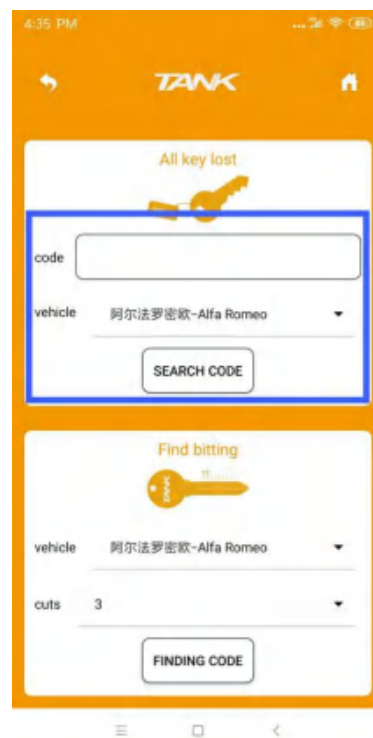 4:35 PM
TANK
All key lost
code
vehicle 阿尔法罗密欧-Alfa Romeo
SEARCH CODE
Find bitting
TANK
vehicle 阿尔法罗密欧-Alfa Romeo
cuts 3
FINDING CODE